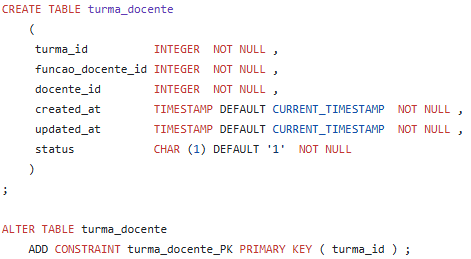 CREATE TABLE turma_docente
(
turma_id INTEGER NOT NULL ,
funcao_docente_id INTEGER NOT NULL ,
docente_id INTEGER NOT NULL ,
created_at TIMESTAMP DEFAULT CURRENT_TIMESTAMP NOT NULL ,
updated_at TIMESTAMP DEFAULT CURRENT_TIMESTAMP NOT NULL ,
status CHAR (1) DEFAULT '1' NOT NULL
)
;
ALTER TABLE turma_docente
ADD CONSTRAINT turma_docente_PK PRIMARY KEY ( turma_id ) ;